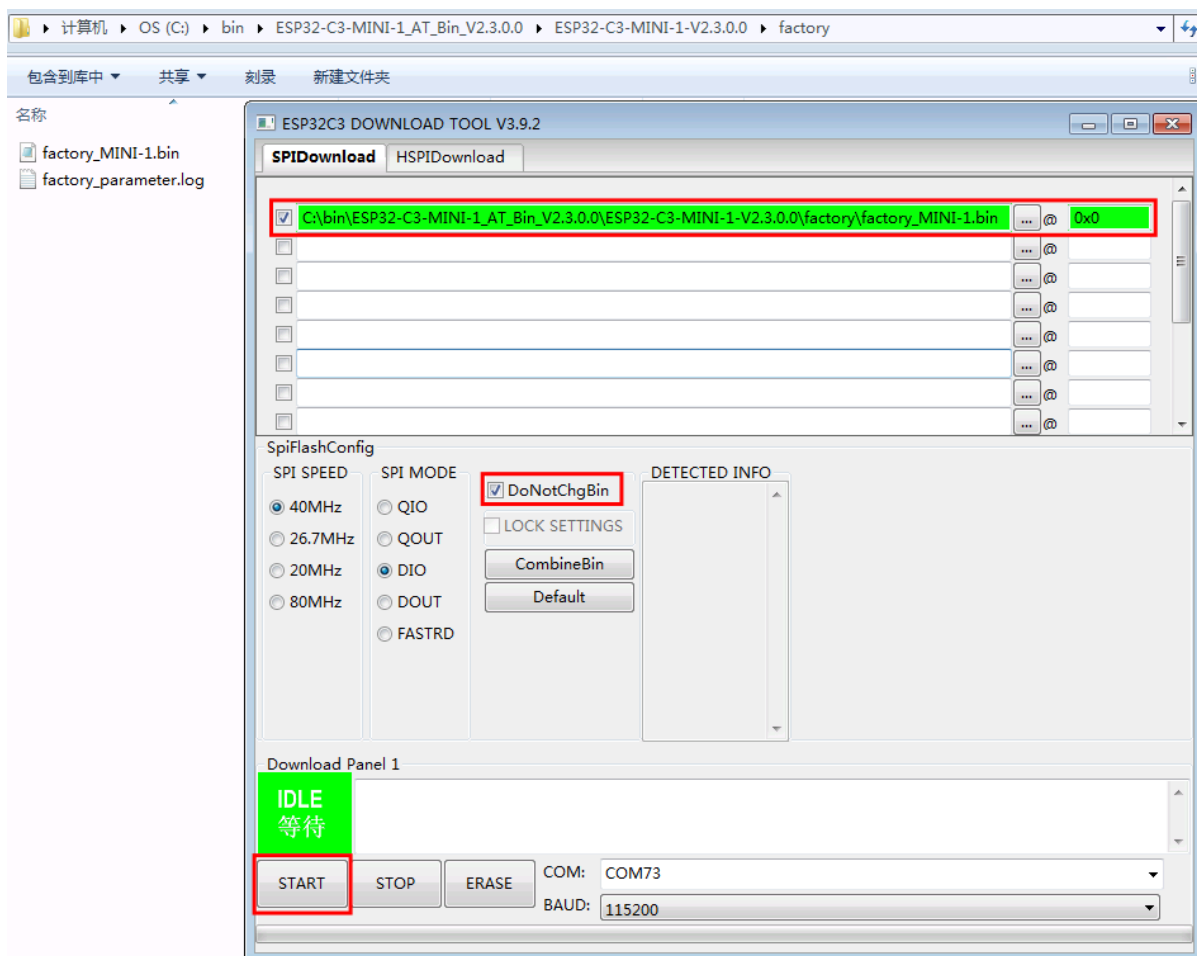 计算机 OS (C:) bin ESP32-C3-MINI-1_AT_Bin_V2.3.0.0 ESP32-C3-MINI-1-V2.3.0.0 factory
包含到库中 共享 刻录 新建文件夹
名称
factory_MINI-1.bin
factory_parameter.log
ESP32C3 DOWNLOAD TOOL V3.9.2
SPIDownload HSPIDownload
C:\bin\ESP32-C3-MINI-1_AT_Bin_V2.3.0.0\ESP32-C3-MINI-1-V2.3.0.0\factory\factory_MINI-1.bin ... @ 0x0
... @
... @
... @
... @
... @
... @
... @
SpiFlashConfig
SPI SPEED
40MHz
26.7MHz
20MHz
80MHz
SPI MODE
QIO
QOUT
DIO
DOUT
FASTRD
DoNotChgBin
LOCK SETTINGS
CombineBin
Default
DETECTED INFO
Download Panel 1
IDLE
等待
START STOP ERASE
COM: COM73
BAUD: 115200